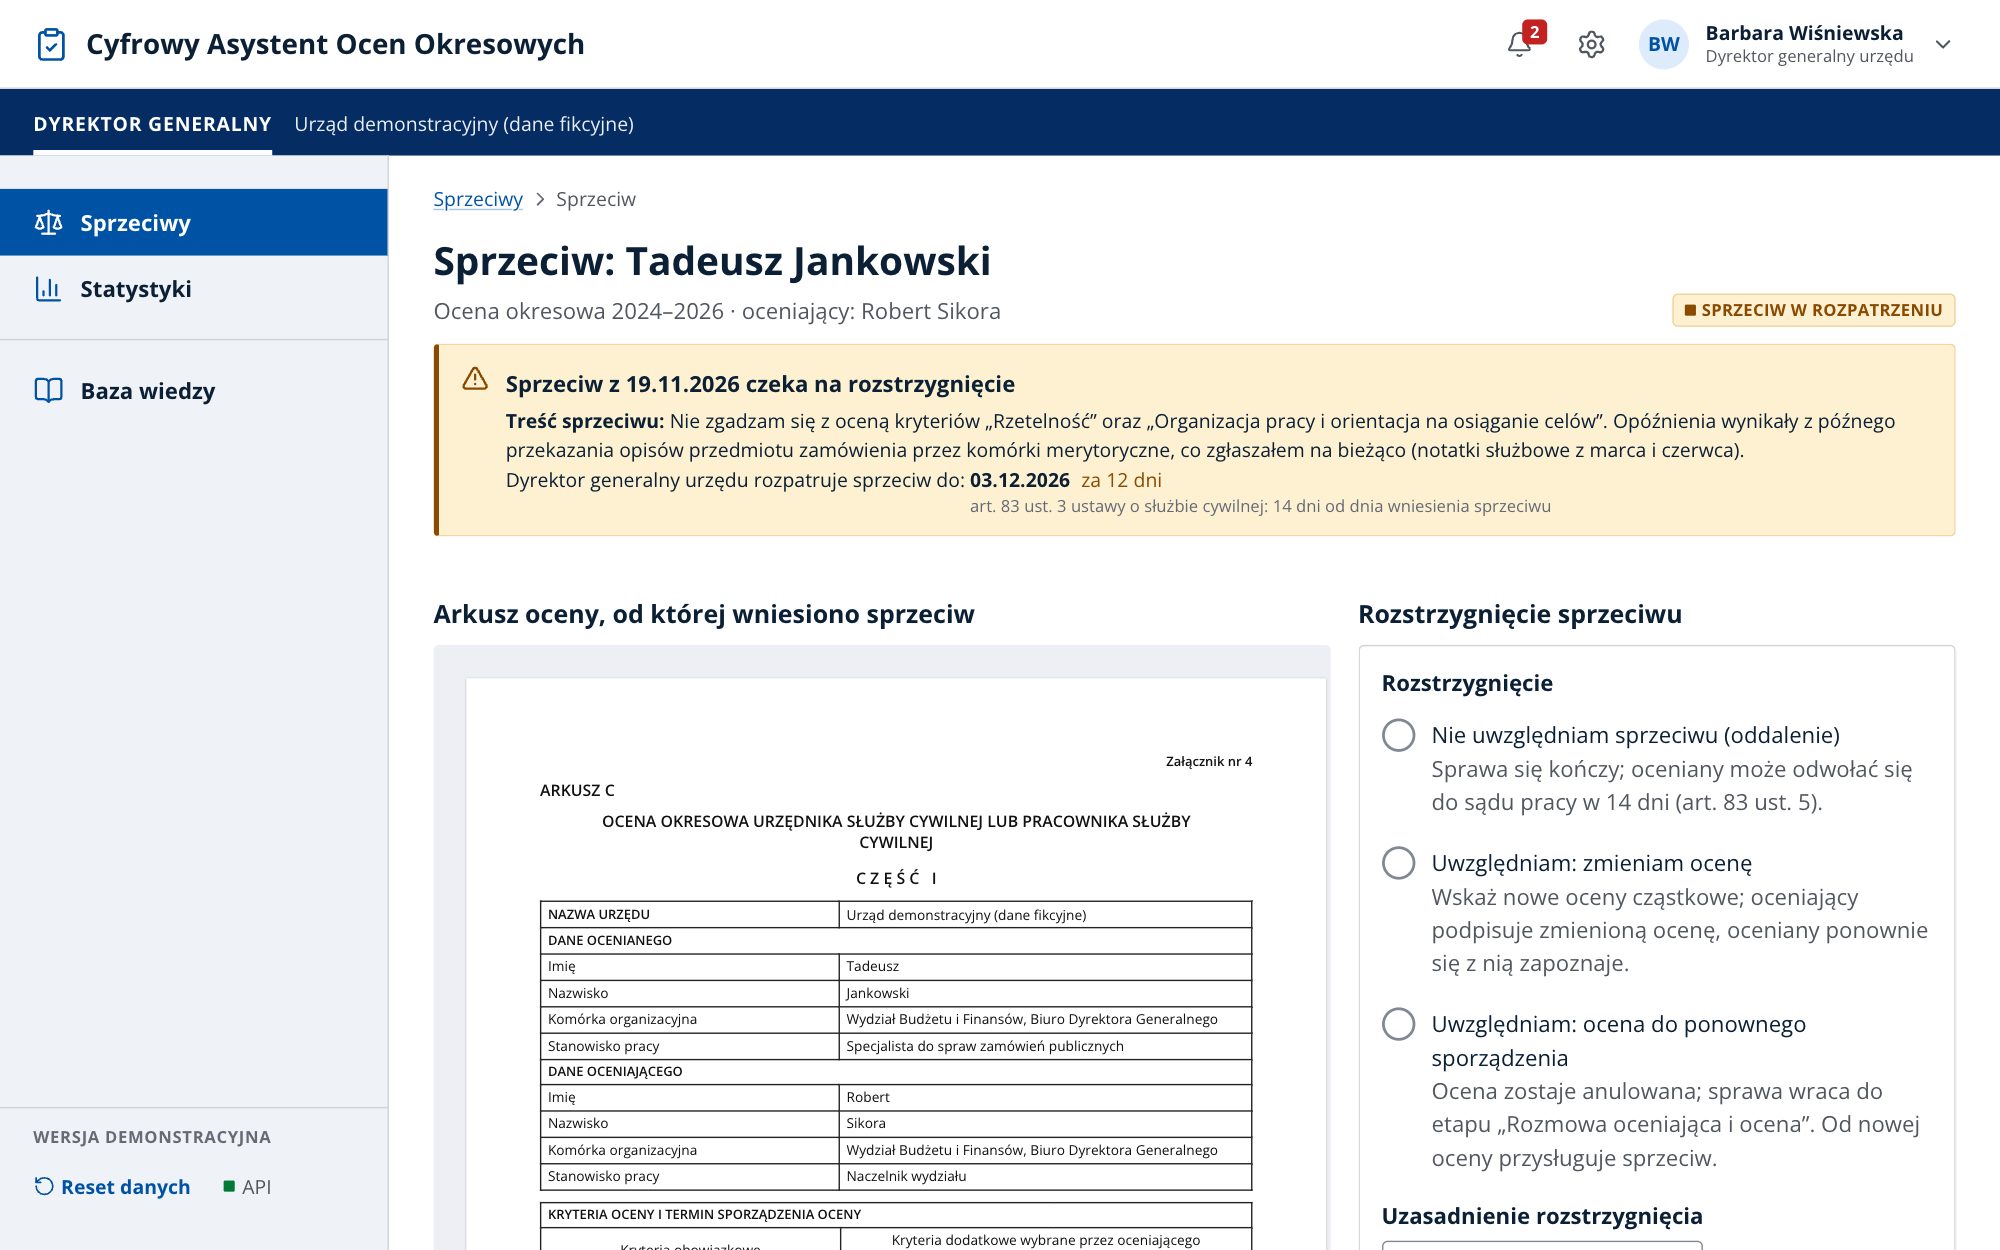 Cyfrowy Asystent Ocen Okresowych
2
BW
Barbara Wiśniewska
Dyrektor generalny urzędu
DYREKTOR GENERALNY
Urząd demonstracyjny (dane fikcyjne)
Sprzeciwy
Statystyki
Baza wiedzy
WERSJA DEMONSTRACYJNA
Reset danych
API
Sprzeciwy > Sprzeciw
Sprzeciw: Tadeusz Jankowski
Ocena okresowa 2024–2026 · oceniający: Robert Sikora
SPRZECIW W ROZPATRZENIU
Sprzeciw z 19.11.2026 czeka na rozstrzygnięcie
Treść sprzeciwu: Nie zgadzam się z oceną kryteriów „Rzetelność” oraz „Organizacja pracy i orientacja na osiąganie celów”. Opóźnienia wynikały z późnego
przekazania opisów przedmiotu zamówienia przez komórki merytoryczne, co zgłaszałem na bieżąco (notatki służbowe z marca i czerwca).
Dyrektor generalny urzędu rozpatruje sprzeciw do: 03.12.2026 za 12 dni
art. 83 ust. 3 ustawy o służbie cywilnej: 14 dni od dnia wniesienia sprzeciwu
Arkusz oceny, od której wniesiono sprzeciw
Załącznik nr 4
ARKUSZ C
OCENA OKRESOWA URZĘDNIKA SŁUŻBY CYWILNEJ LUB PRACOWNIKA SŁUŻBY
CYWILNEJ
CZĘŚĆ I
NAZWA URZĘDU Urząd demonstracyjny (dane fikcyjne)
DANE OCENIANEGO
Imię Tadeusz
Nazwisko Jankowski
Komórka organizacyjna Wydział Budżetu i Finansów, Biuro Dyrektora Generalnego
Stanowisko pracy Specjalista do spraw zamówień publicznych
DANE OCENIAJĄCEGO
Imię Robert
Nazwisko Sikora
Komórka organizacyjna Wydział Budżetu i Finansów, Biuro Dyrektora Generalnego
Stanowisko pracy Naczelnik wydziału
KRYTERIA OCENY I TERMIN SPORZĄDZENIA OCENY
Kryteria obowiązkowe
Kryteria dodatkowe wybrane przez oceniającego
Rozstrzygnięcie sprzeciwu
Rozstrzygnięcie
Nie uwzględniam sprzeciwu (oddalenie)
Sprawa się kończy; oceniany może odwołać się
do sądu pracy w 14 dni (art. 83 ust. 5).
Uwzględniam: zmieniam ocenę
Wskaż nowe oceny cząstkowe; oceniający
podpisuje zmienioną ocenę, oceniany ponownie
się z nią zapoznaje.
Uwzględniam: ocena do ponownego
sporządzenia
Ocena zostaje anulowana; sprawa wraca do
etapu „Rozmowa oceniająca i ocena”. Od nowej
oceny przysługuje sprzeciw.
Uzasadnienie rozstrzygnięcia